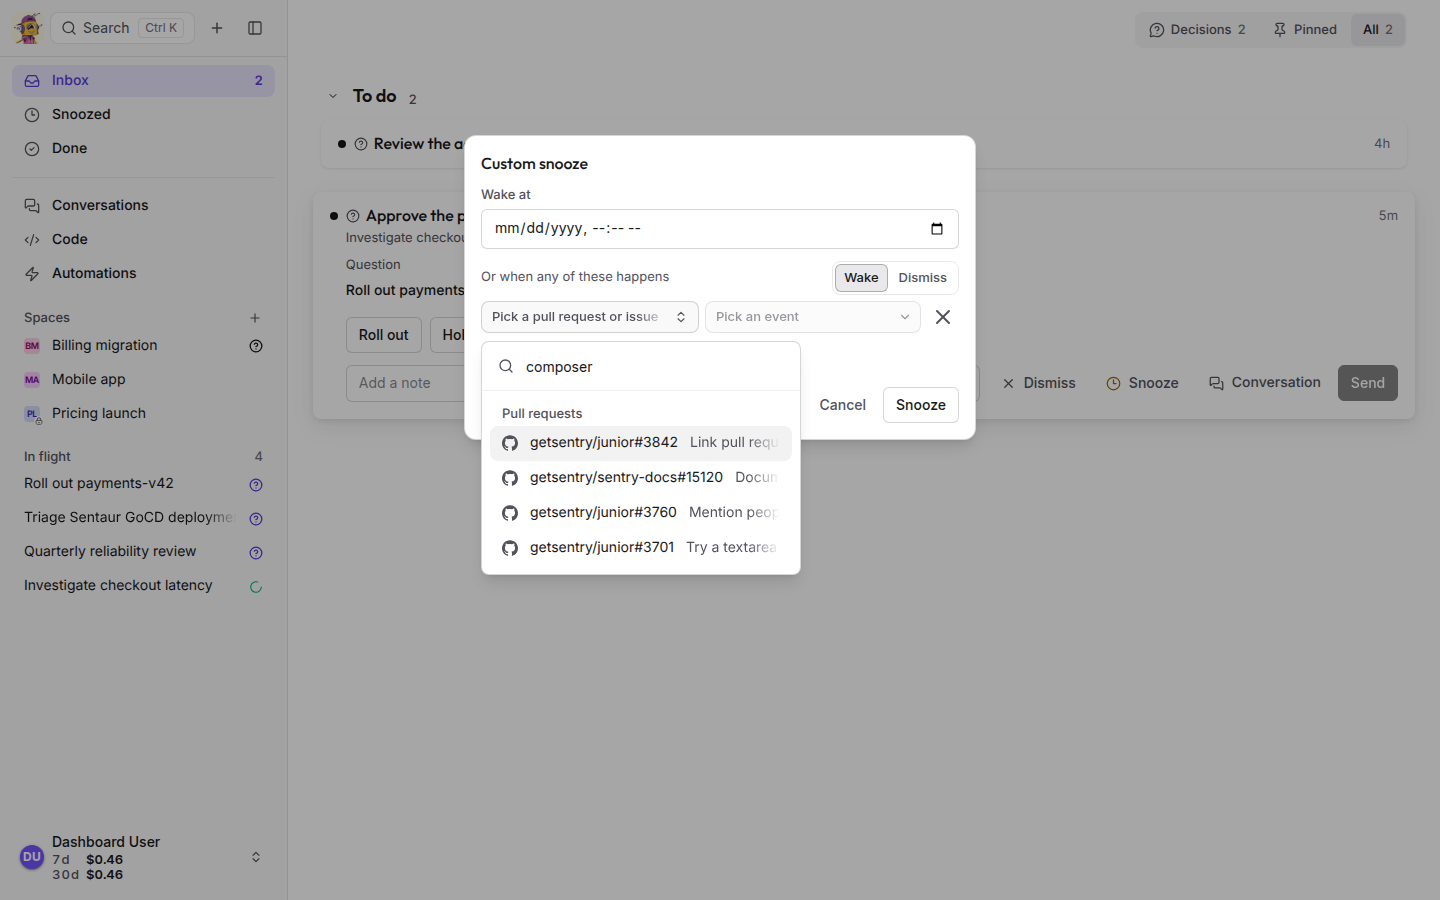 Search Ctrl K
Inbox 2
Snoozed
Done
Conversations
Code
Automations
Spaces
BM Billing migration
MA Mobile app
PL Pricing launch
In flight 4
Roll out payments-v42
Triage Sentaur GoCD deployme
Quarterly reliability review
Investigate checkout latency
DU Dashboard User
7d $0.46
30d $0.46
Decisions 2 Pinned All 2
To do 2
Review the a
4h
Approve the p
5m
Investigate checkou
Question
Roll out payments
Roll out Hol
Add a note
Dismiss Snooze Conversation Send
Custom snooze
Wake at
mm/dd/yyyy, --:-- --
Or when any of these happens Wake Dismiss
Pick a pull request or issue Pick an event
composer
Pull requests
getsentry/junior#3842 Link pull requ
getsentry/sentry-docs#15120 Docum
getsentry/junior#3760 Mention peop
getsentry/junior#3701 Try a textarea
Cancel Snooze